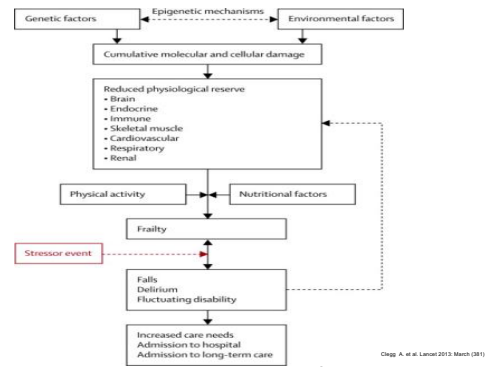 Epigenetic mechanisms
Genetic factors
Environmental factors
Cumulative molecular and cellular damage
Reduced physiological reserve
• Brain
• Endocrine
• Immune
• Skeletal muscle
• Cardiovascular
• Respiratory
• Renal
Physical activity
Nutritional factors
Frailty
Stressor event
Falls
Delirium
Fluctuating disability
Increased care needs
Admission to hospital
Admission to long-term care
Clegg A. et al. Lancet 2013: March (381)